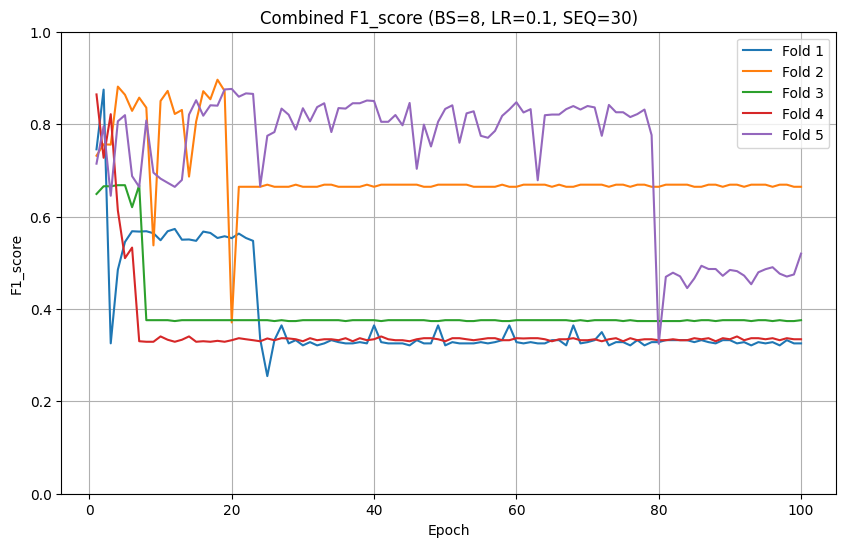 Combined F1_score (BS=8, LR=0.1, SEQ=30)
1.0
0.8
0.6
0.4
0.2
0.0
F1_score
0
20
40
60
80
100
Epoch
Fold 1
Fold 2
Fold 3
Fold 4
Fold 5